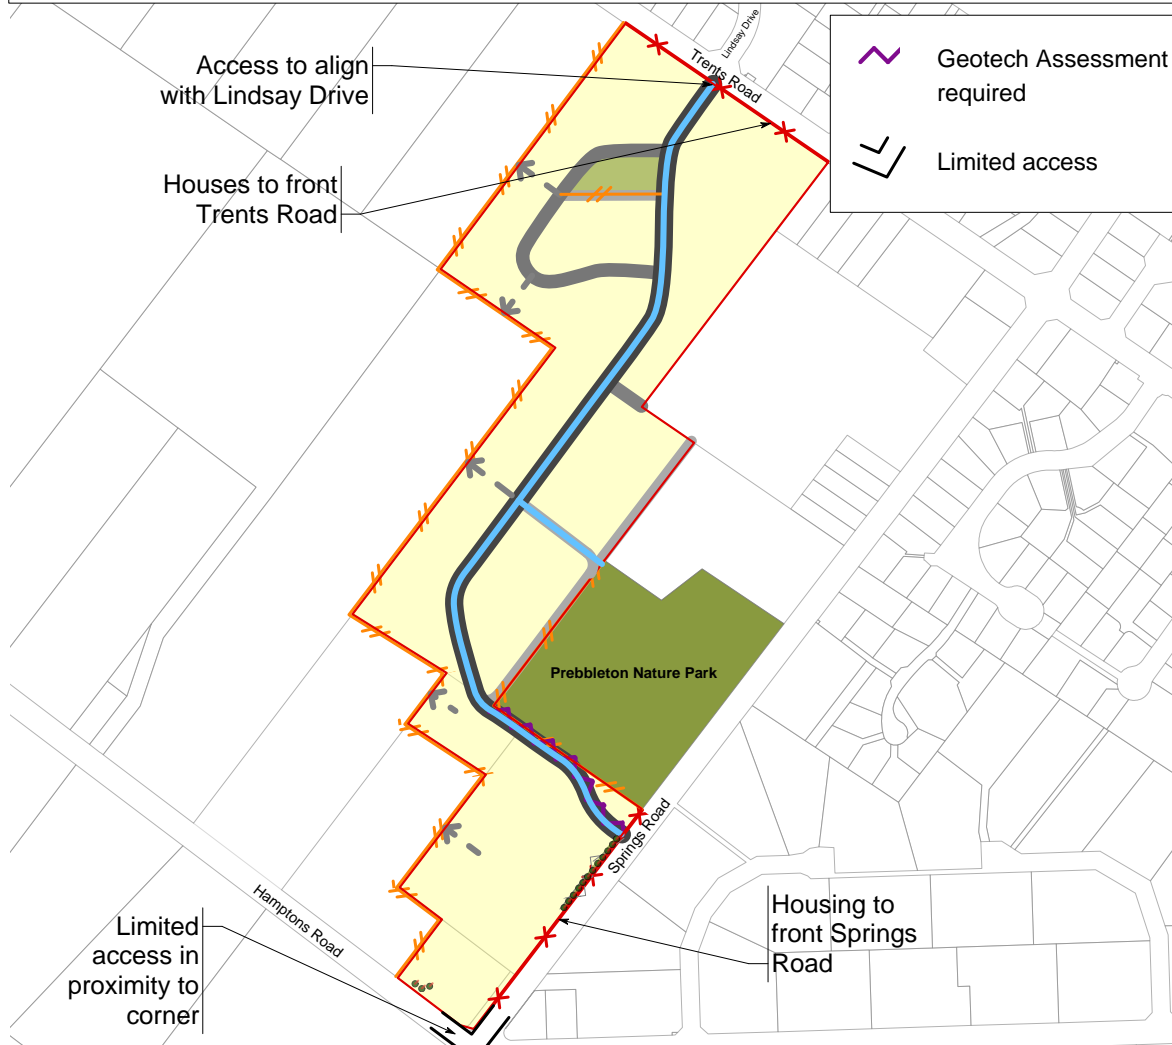 Lindsay Drive
Trents Road
Access to align
with Lindsay Drive
Geotech Assessment
required
Limited access
Houses to front
Trents Road
Prebbleton Nature Park
Springs Road
Hamptons Road
Housing to
front Springs
Road
Limited
access in
proximity to
corner